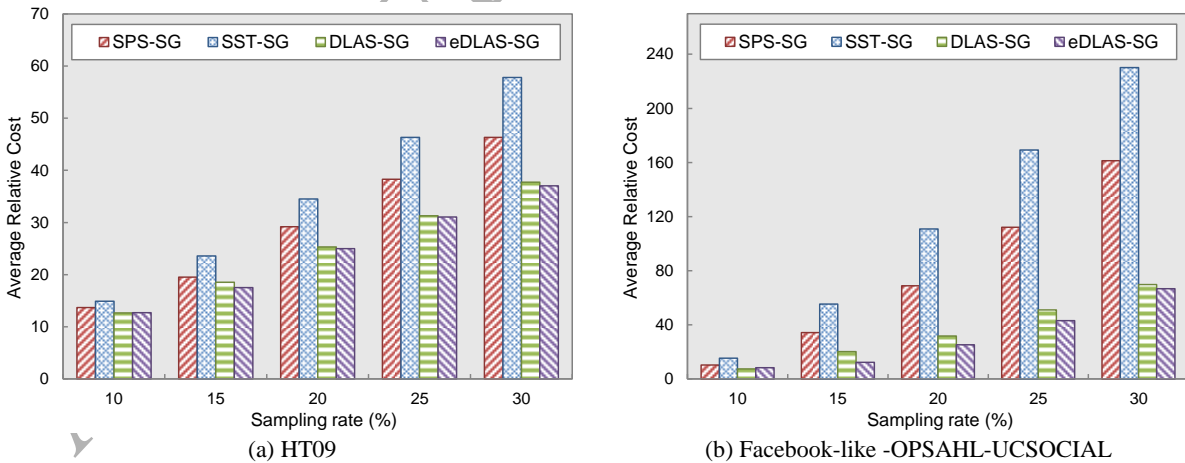 SPS-SG SST-SG DLAS-SG eDLAS-SG
Average Relative Cost
70
60
50
40
30
20
10
0
10 15 20 25 30
Sampling rate (%)
(a) HT09
SPS-SG SST-SG DLAS-SG eDLAS-SG
Average Relative Cost
240
200
160
120
80
40
0
10 15 20 25 30
Sampling rate (%)
(b) Facebook-like -OPSAHL-UCSOCIAL